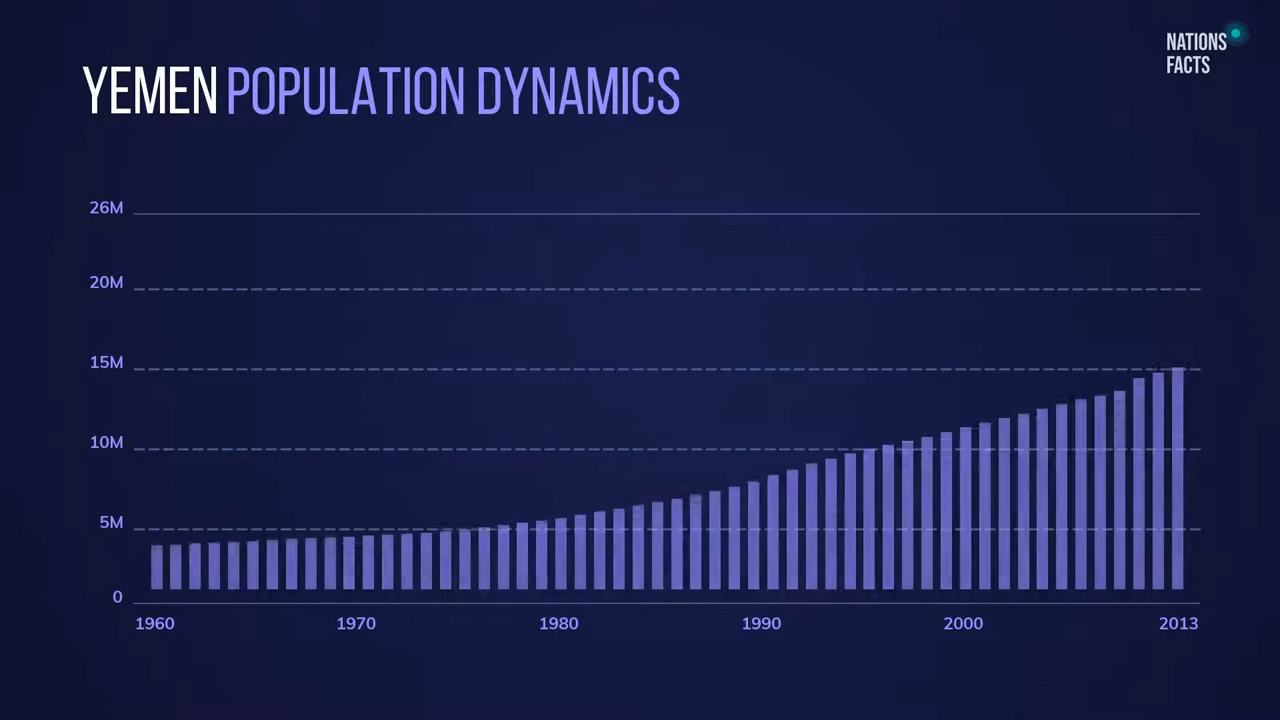 NATIONS
FACTS
YEMEN POPULATION DYNAMICS
26M
20M
15M
10M
5M
0
1960 1970 1980 1990 2000 2013